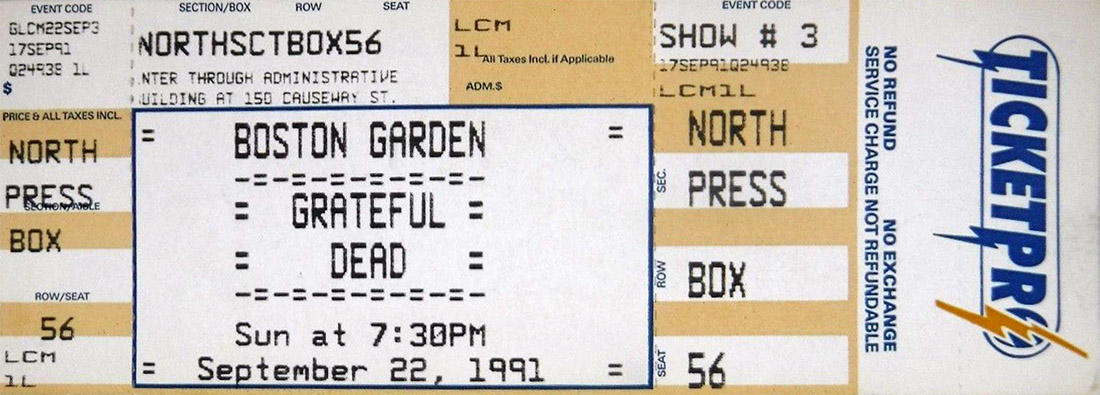 EVENT CODE
GLCM22SEP3
17SEP91
Q24938 1L
$
PRICE & ALL TAXES INCL.
NORTH
PRESS
SECTION/AISLE
BOX
ROW/SEAT
56
LCM
1L
SECTION/BOX ROW SEAT
NORTHSCTBOX56
NTER THROUGH ADMINISTRATIVE
UILDING AT 150 CAUSEWAY ST.
LCM
1L
All Taxes Incl. if Applicable
ADM.$
= BOSTON GARDEN =
-=-=-=-=-=-=-
= GRATEFUL =
= DEAD =
-=-=-=-=-=-=-
Sun at 7:30PM
= September 22, 1991 =
EVENT CODE
SHOW # 3
17SEP91Q24938
LCM1L
NORTH
SEC.
PRESS
ROW
BOX
SEAT
56
NO REFUND NO EXCHANGE
SERVICE CHARGE NOT REFUNDABLE
TICKETPRO